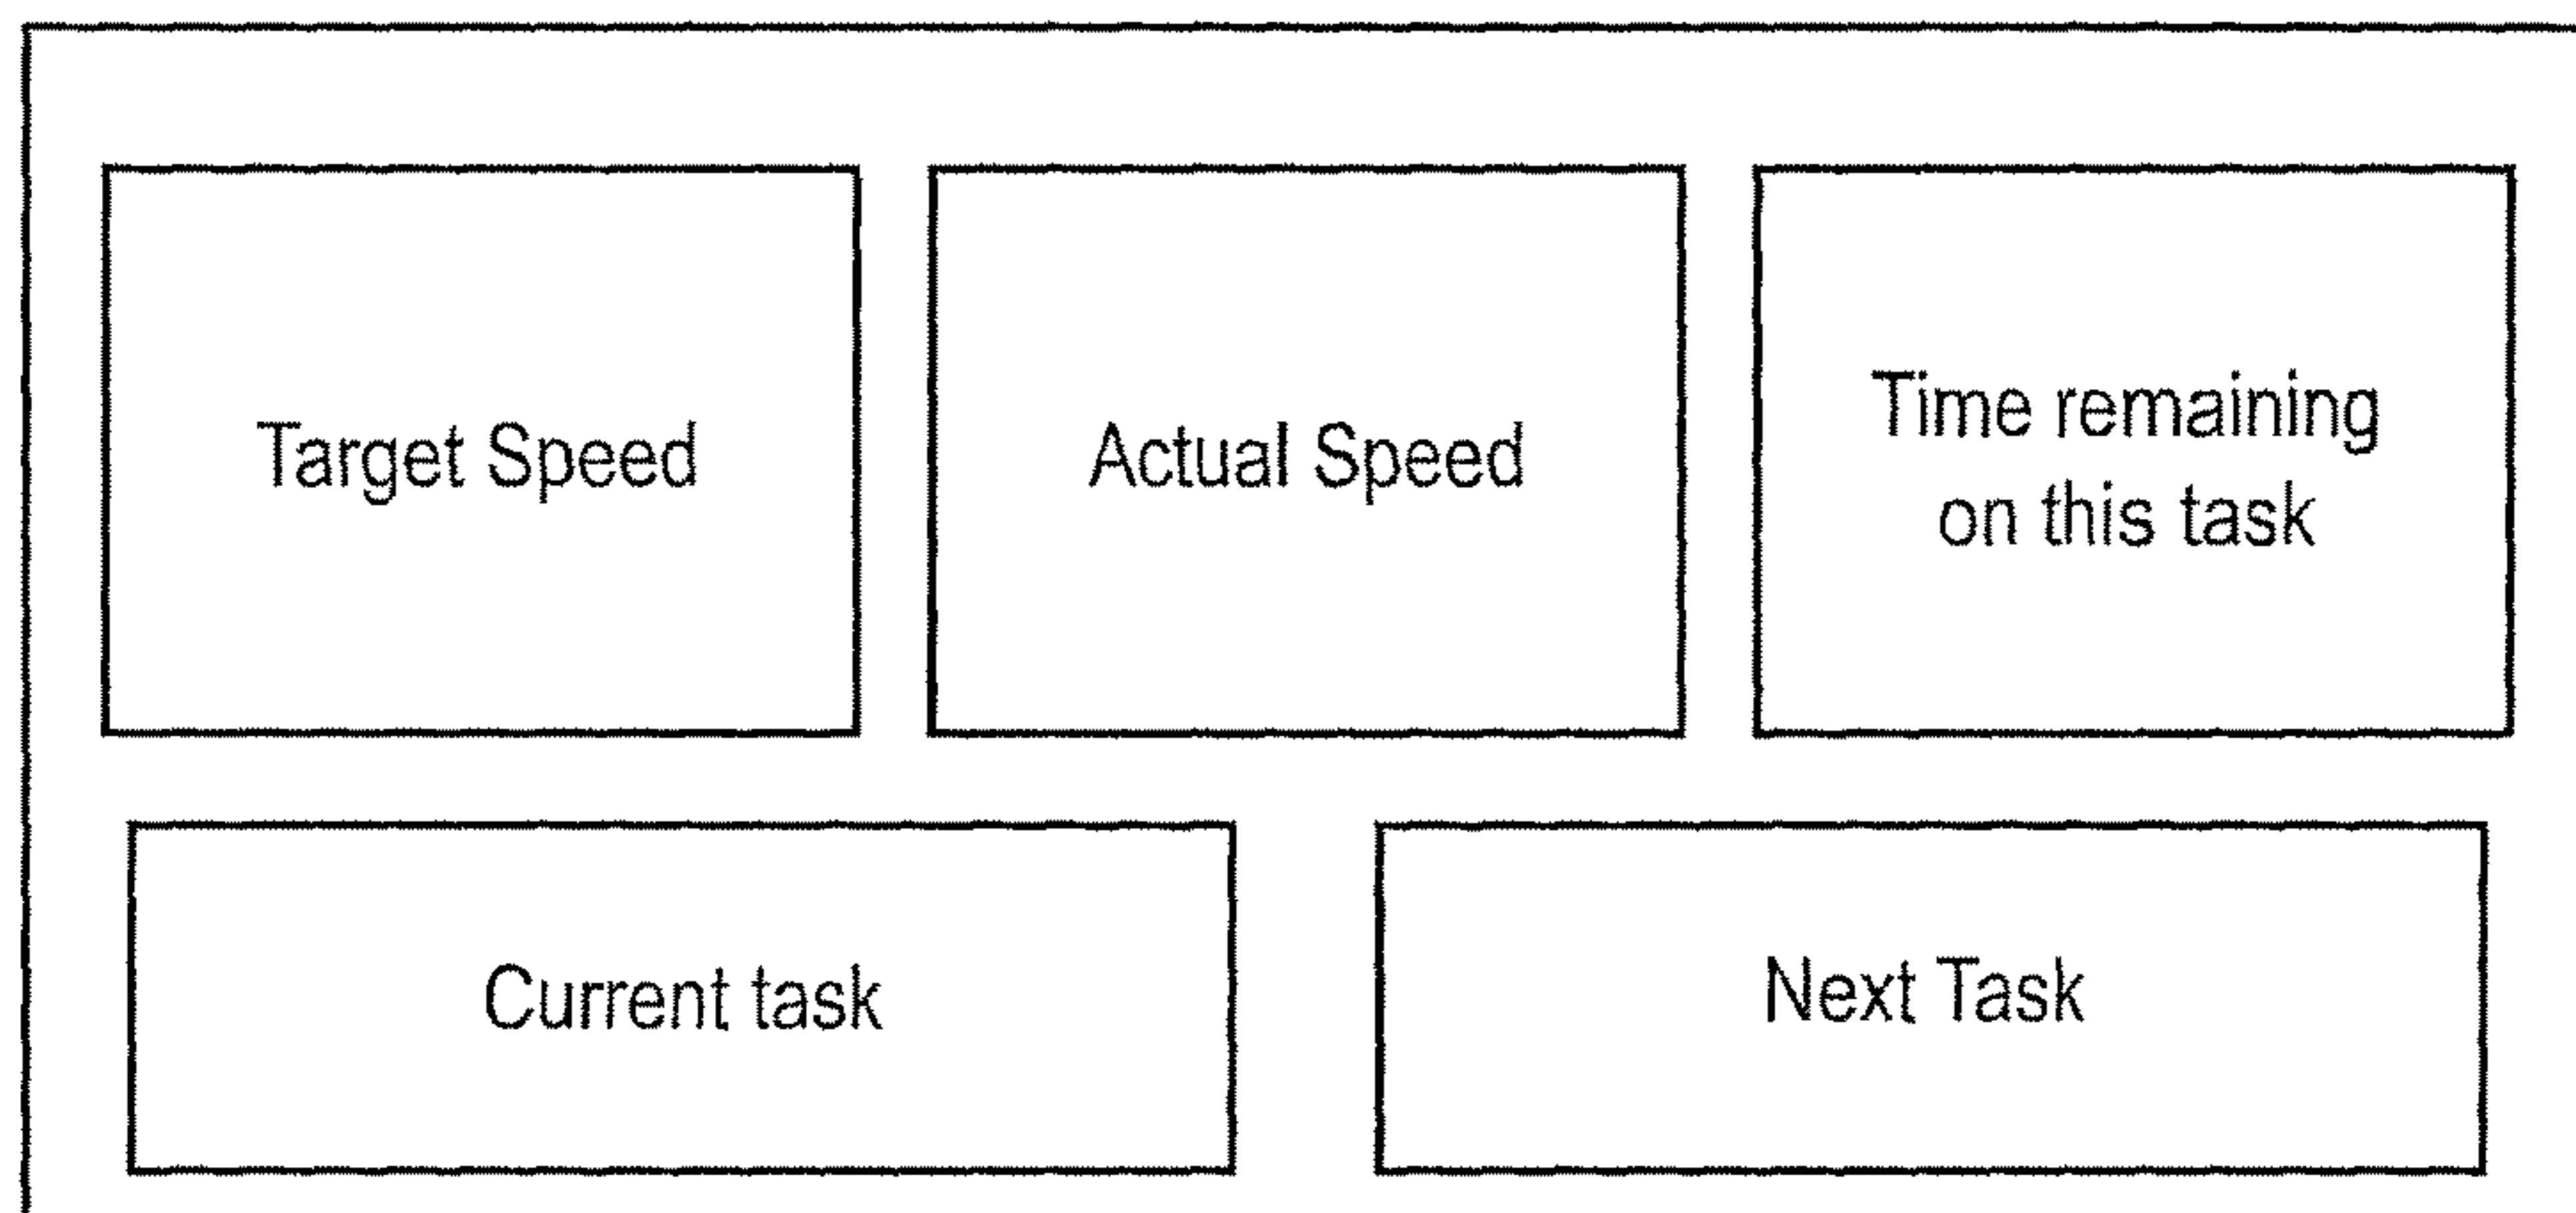 Target Speed
Actual Speed
Time remaining
on this task
Current task
Next Task